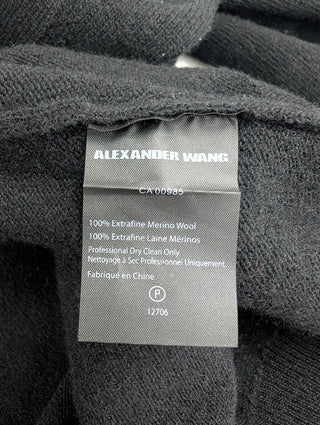 ALEXANDER WANG
CA 00985
100% Extrafine Merino Wool
100% Extrafine Laine Mérinos
Professional Dry Clean Only.
Nettoyage à Sec Professionel Uniquement.
Fabriqué en Chine
P
12706